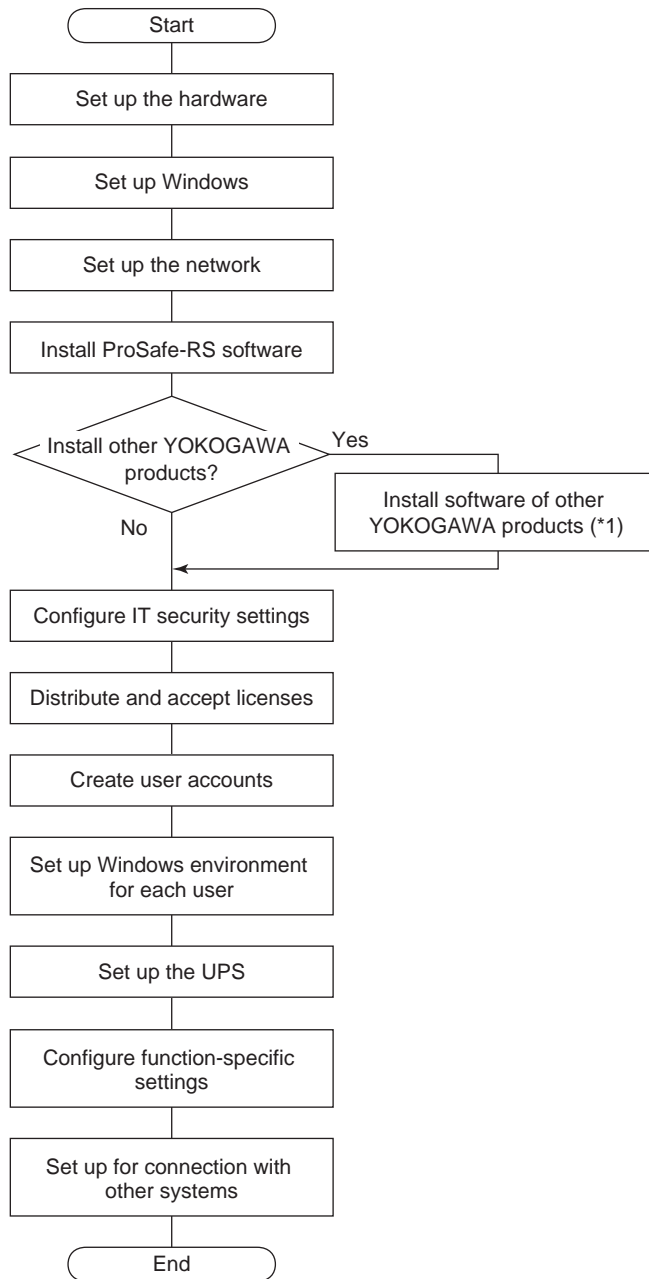 Start
Set up the hardware
Set up Windows
Set up the network
Install ProSafe-RS software
Install other YOKOGAWA
products?
Yes
Install software of other
YOKOGAWA products (*1)
No
Configure IT security settings
Distribute and accept licenses
Create user accounts
Set up Windows environment
for each user
Set up the UPS
Configure function-specific
settings
Set up for connection with
other systems
End